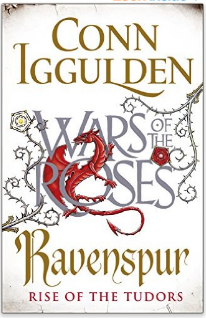 CONN
IGGULDEN
WARS OF THE
ROSES
Ravenspur
RISE OF THE TUDORS